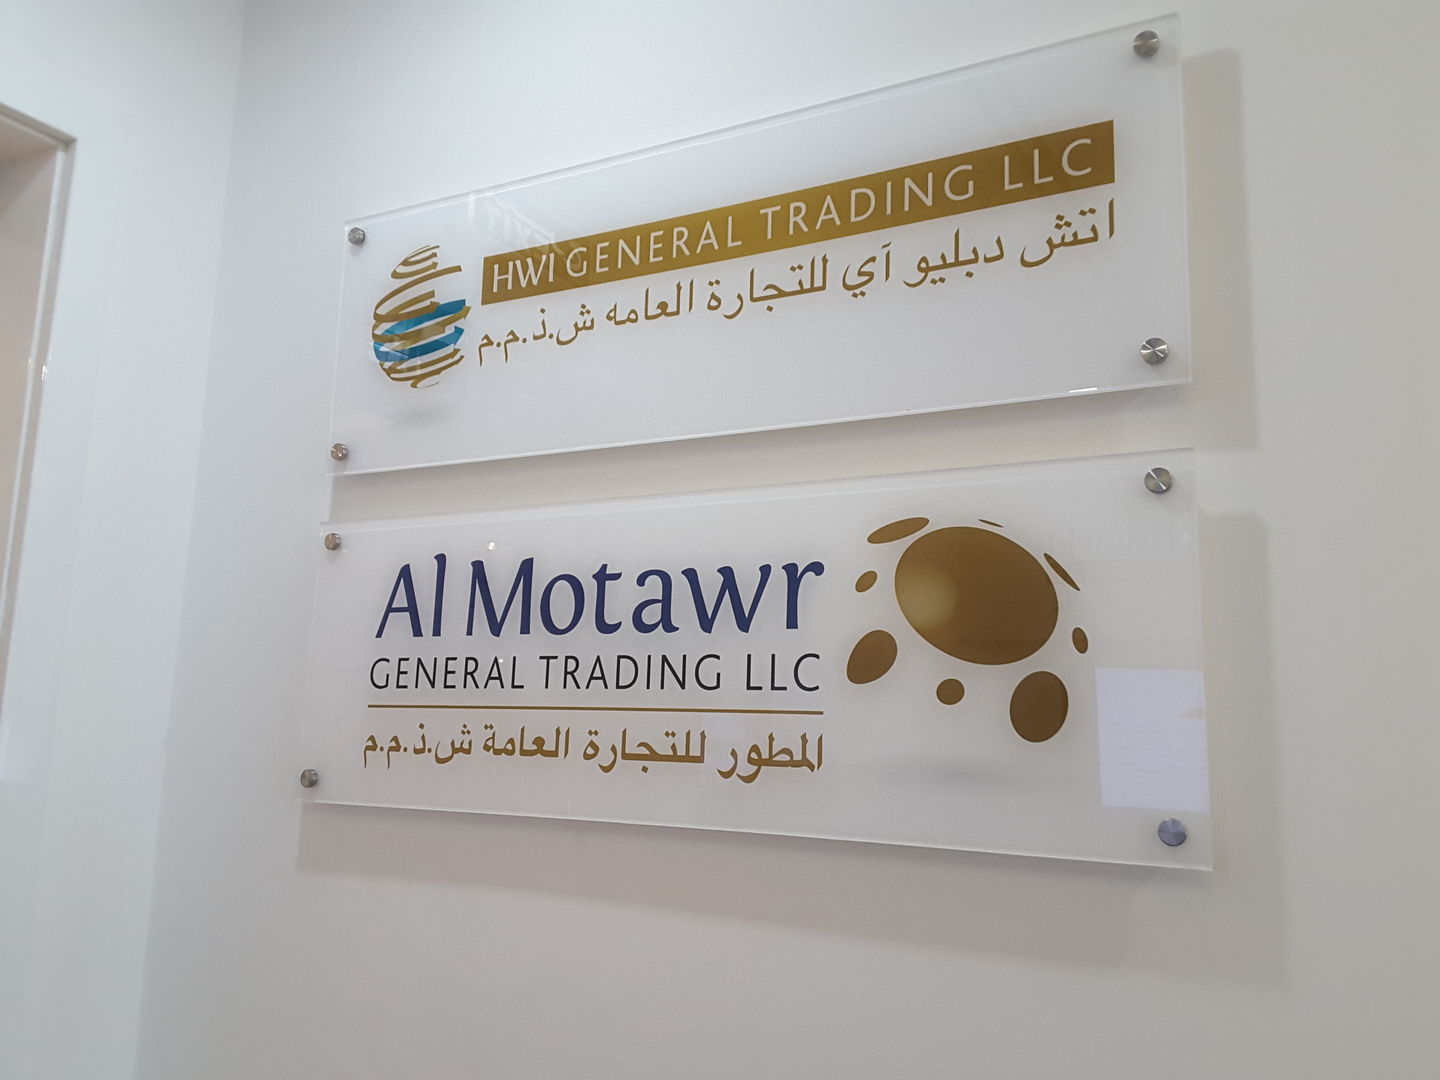 HWI GENERAL TRADING LLC
اتش دبليو آي للتجارة العامه ش.ذ.م.م
Al Motawr
GENERAL TRADING LLC
المطور للتجارة العامة ش.ذ.م.م